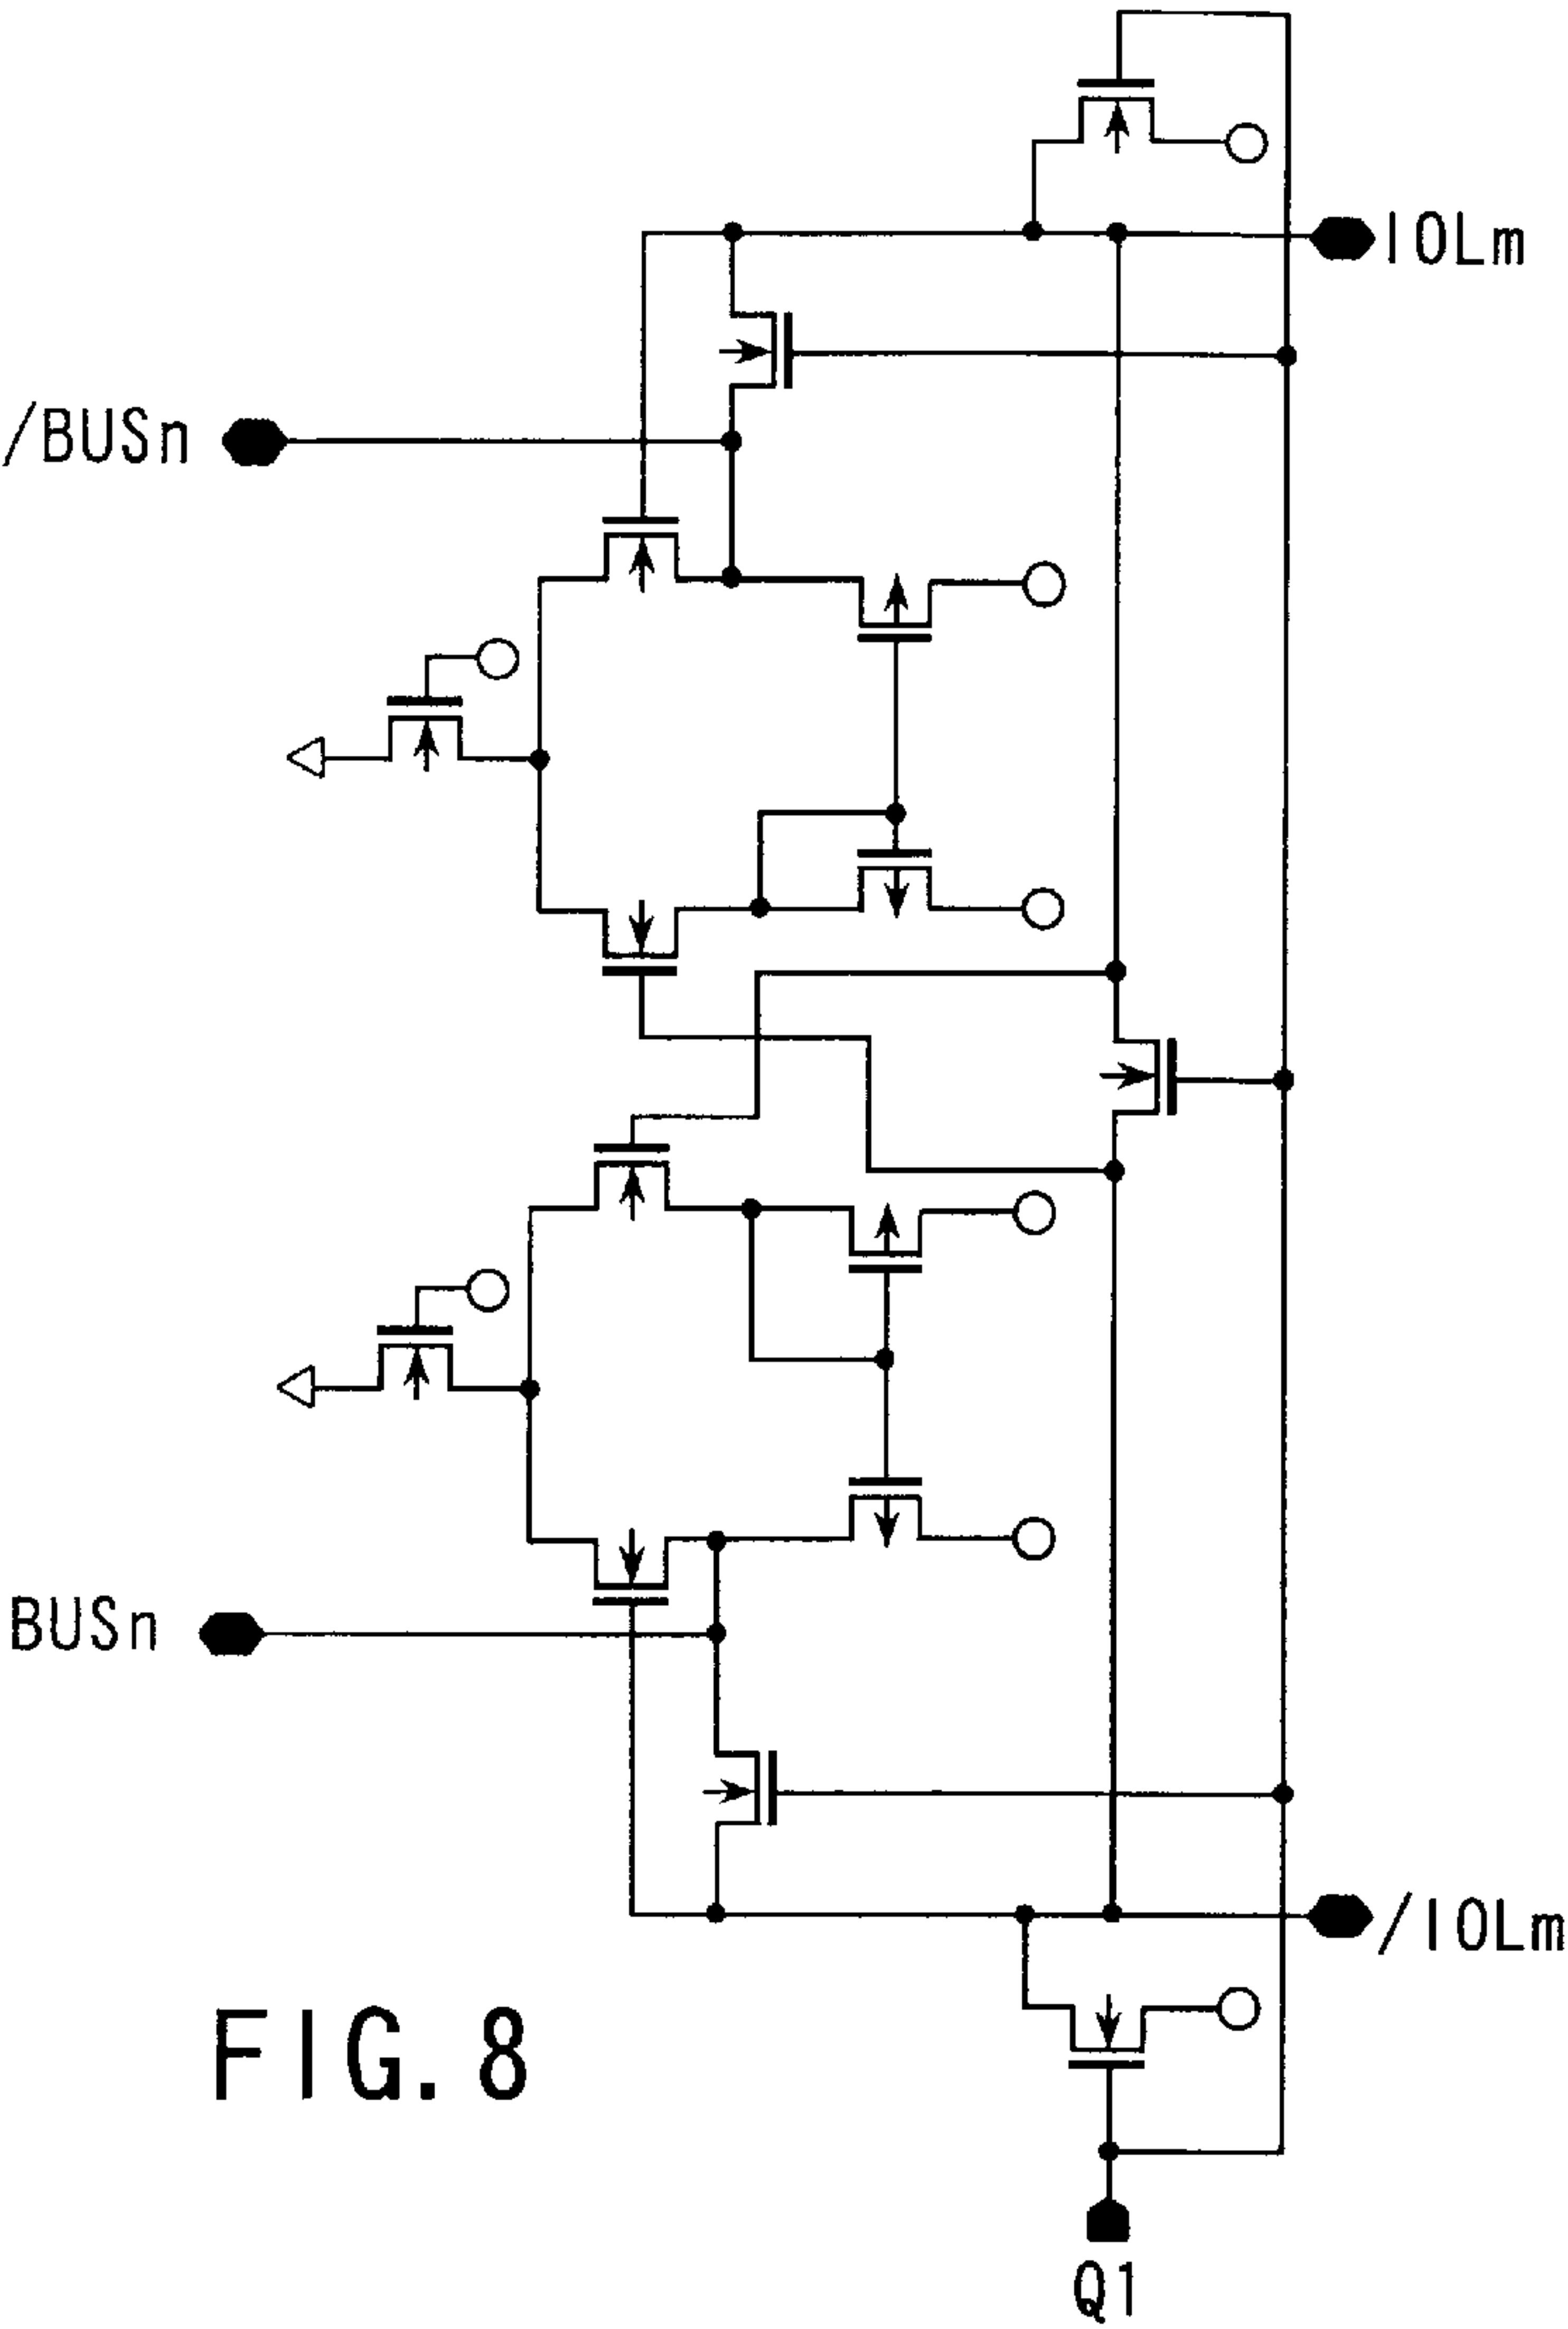 IOLm
/BUSn
BUSn
/IOLm
FIG. 8
Q1